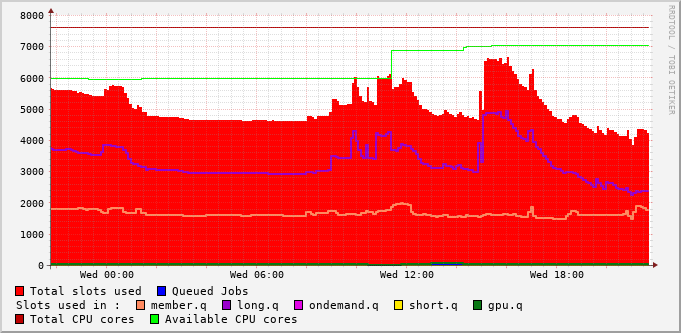 8000
7000
6000
5000
4000
3000
2000
1000
0
Wed 00:00 Wed 06:00 Wed 12:00 Wed 18:00
Total slots used Queued Jobs
Slots used in : member.q long.q ondemand.q short.q gpu.q
Total CPU cores Available CPU cores
RRDTOOL / TOBI OETIKER